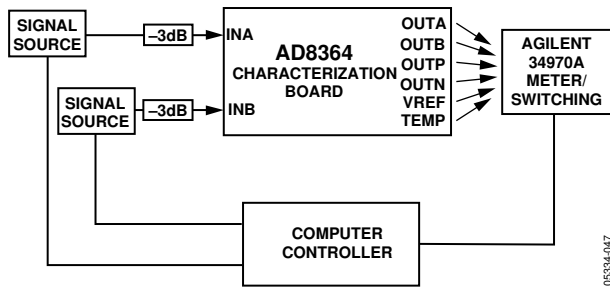 SIGNAL
SOURCE
–3dB
INA
SIGNAL
SOURCE
–3dB
INB
AD8364
CHARACTERIZATION
BOARD
OUTA
OUTB
OUTP
OUTN
VREF
TEMP
AGILENT
34970A
METER/
SWITCHING
COMPUTER
CONTROLLER
05334-047